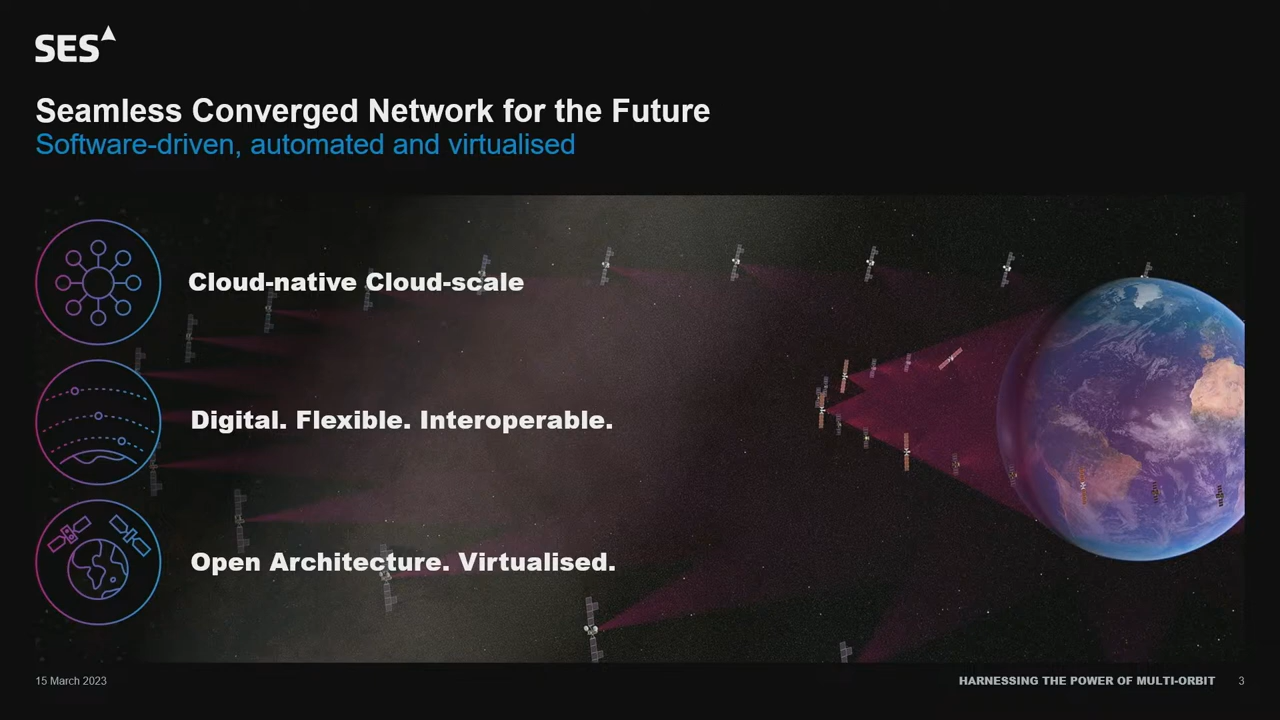 SES
Seamless Converged Network for the Future
Software-driven, automated and virtualised
Cloud-native Cloud-scale
Digital. Flexible. Interoperable.
Open Architecture. Virtualised.
15 March 2023
HARNESSING THE POWER OF MULTI-ORBIT 3